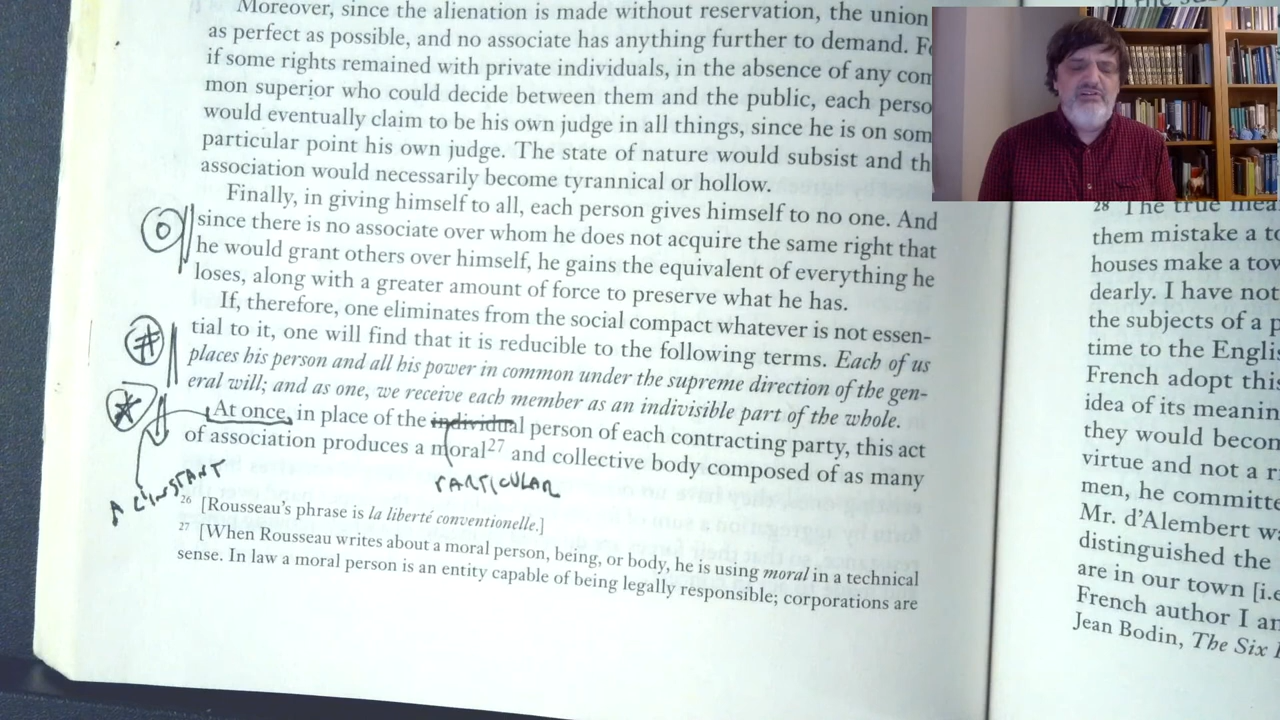 Moreover, since the alienation is made without reservation, the union
as perfect as possible, and no associate has anything further to demand.
if some rights remained with private individuals, in the absence of any com
mon superior who could decide between them and the public, each perso
would eventually claim to be his own judge in all things, since he is on som
particular point his own judge. The state of nature would subsist and th
association would necessarily become tyrannical or hollow.
Finally, in giving himself to all, each person gives himself to no one. And
since there is no associate over whom he does not acquire the same right that
he would grant others over himself, he gains the equivalent of everything he
loses, along with a greater amount of force to preserve what he has.
If, therefore, one eliminates from the social compact whatever is not essen-
tial to it, one will find that it is reducible to the following terms. Each of us
places his person and all his power in common under the supreme direction of the gen-
eral will; and as one, we receive each member as an indivisible part of the whole.
At once, in place of the individual person of each contracting party, this act
of association produces a moral27 and collective body composed of as many
A L'INSTANT
PARTICULAR
#
26 [Rousseau's phrase is la liberté conventionelle.]
27 [When Rousseau writes about a moral person, being, or body, he is using moral in a technical
sense. In law a moral person is an entity capable of being legally responsible; corporations are
28 The true mea
them mistake a to
houses make a tow
dearly. I have not
the subjects of a p
time to the Englis
French adopt this
idea of its meanin
they would becom
virtue and not a r
men, he committe
Mr. d'Alembert wa
distinguished the
are in our town [i.e
French author I am
Jean Bodin, The Six